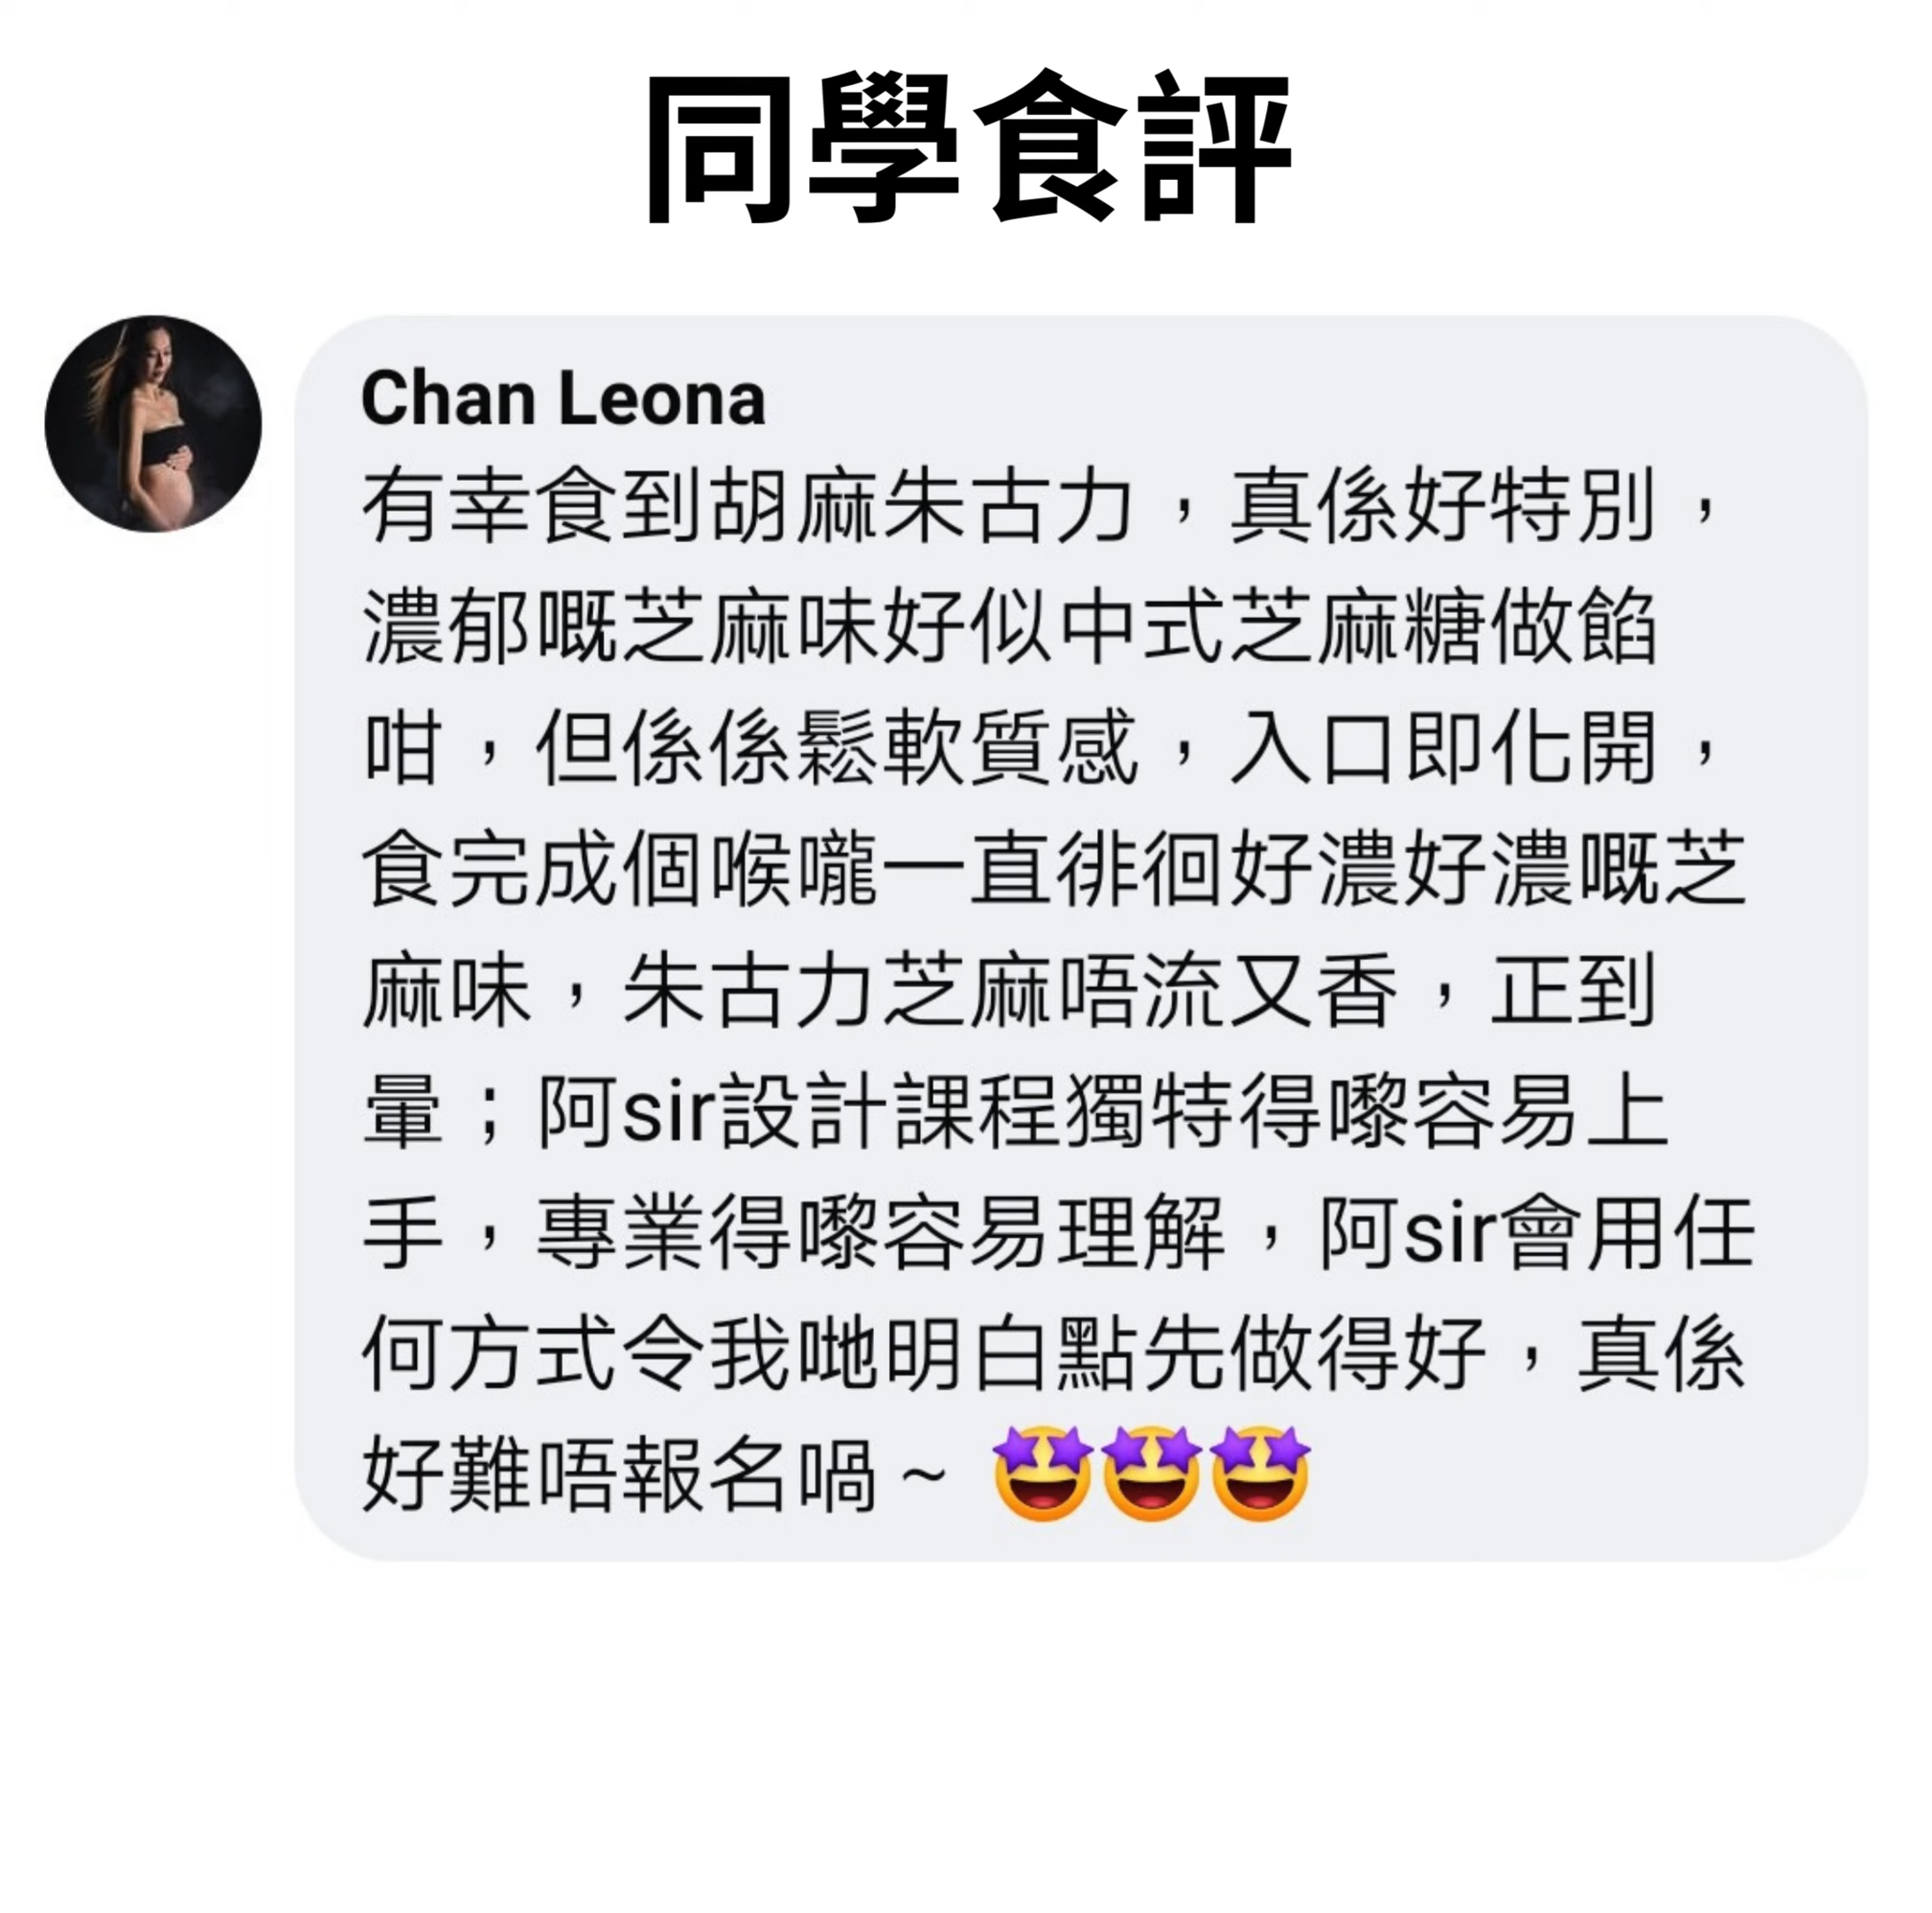 同學食評
Chan Leona
有幸食到胡麻朱古力，真係好特別，
濃郁嘅芝麻味好似中式芝麻糖做餡
咁，但係係鬆軟質感，入口即化開，
食完成個喉嚨一直徘徊好濃好濃嘅芝
麻味，朱古力芝麻唔流又香，正到
暈；阿sir設計課程獨特得嚟容易上
手，專業得嚟容易理解，阿sir會用任
何方式令我哋明白點先做得好，真係
好難唔報名喎~ 🤩🤩🤩